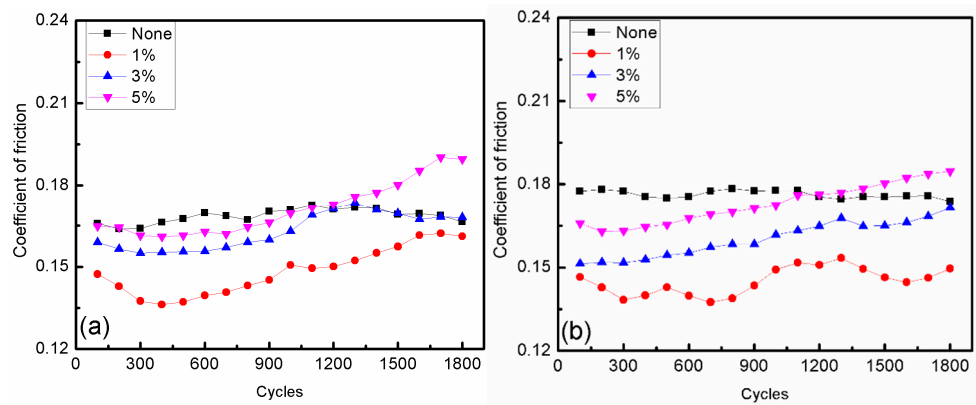 0.24
0.21
0.18
0.15
0.12
Coefficient of friction
None
1%
3%
5%
(a)
0 300 600 900 1200 1500 1800
Cycles
0.24
0.21
0.18
0.15
0.12
Coefficient of friction
None
1%
3%
5%
(b)
0 300 600 900 1200 1500 1800
Cycles